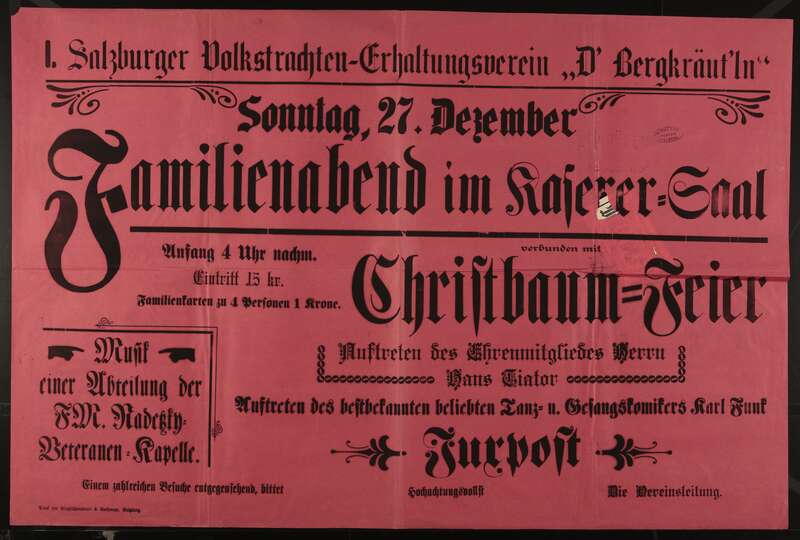 I. Salzburger Volkstrachten-Erhaltungsverein „D' Bergkräut'ln“
Sonntag, 27. Dezember
Familienabend im Kaserer=Saal
Anfang 4 Uhr nachm.
Eintritt 15 kr.
Familienkarten zu 4 Personen 1 Krone.
verbunden mit
Christbaum=Feier
Musik
einer Abteilung der
FM. Radetzky-
Veteranen=Kapelle.
Auftreten des Ehrenmitgliedes Herrn
Hans Tiator
Auftreten des bestbekannten beliebten Tanz- u. Gesangskomikers Karl Funk
Juxpost
Einem zahlreichen Besuche entgegensehend, bittet
Hochachtungsvollst
Die Vereinsleitung.
Salzburg